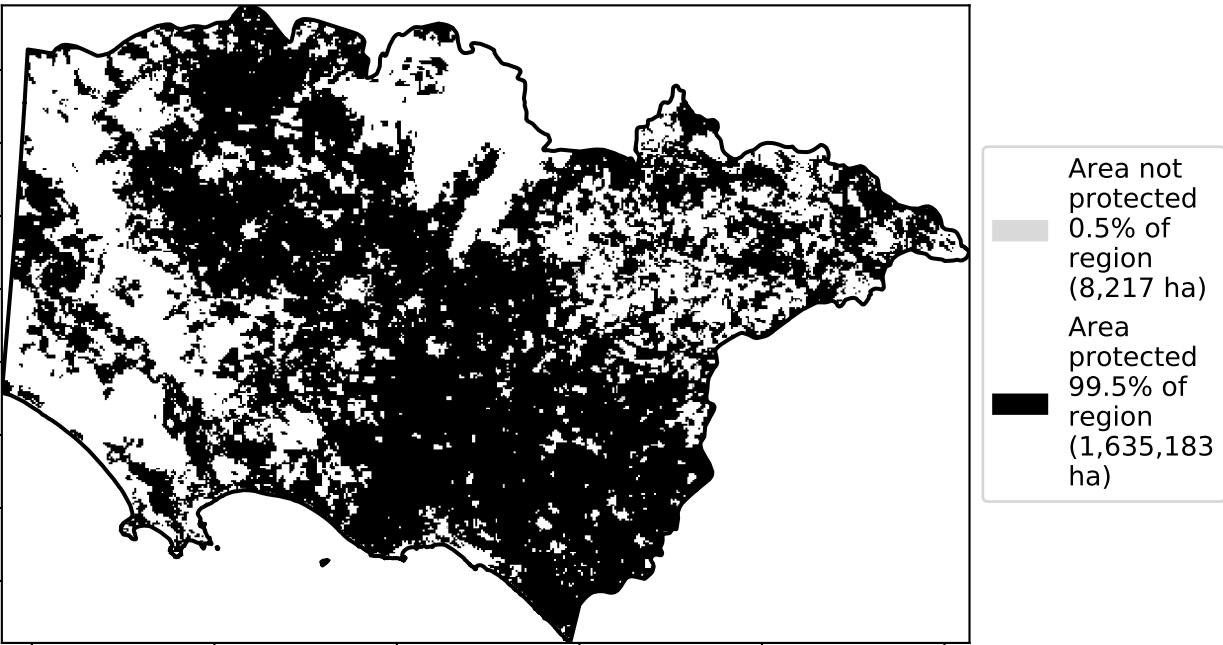 Area not
protected
0.5% of
region
(8,217 ha)
Area
protected
99.5% of
region
(1,635,183
ha)